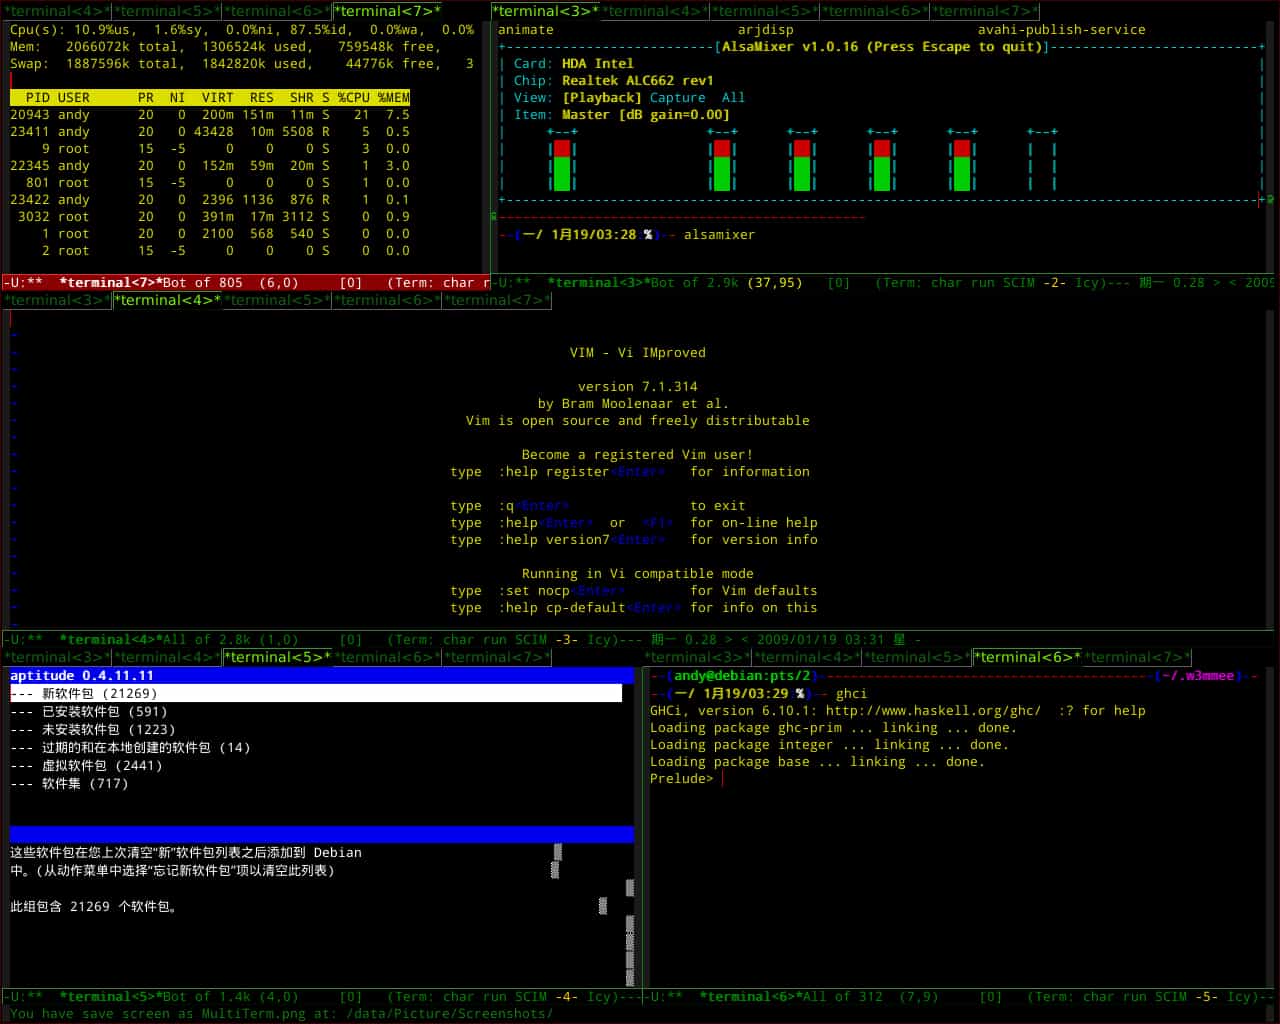 *terminal<4>* *terminal<5>* *terminal<6>* *terminal<7>*
Cpu(s): 10.9%us,  1.6%sy,  0.0%ni, 87.5%id,  0.0%wa,  0.0%
Mem:   2066072k total,  1306524k used,   759548k free,
Swap:  1887596k total,  1842820k used,    44776k free,   3
PID USER      PR  NI  VIRT  RES  SHR S %CPU %MEM
20943 andy      20   0  200m 151m  11m S   21  7.5
23411 andy      20   0 43428  10m 5508 R    5  0.5
9 root      15  -5     0    0    0 S    3  0.0
22345 andy      20   0  152m  59m  20m S    1  3.0
801 root      15  -5     0    0    0 S    1  0.0
23422 andy      20   0  2396 1136  876 R    1  0.1
3032 root      20   0  391m  17m 3112 S    0  0.9
1 root      20   0  2100  568  540 S    0  0.0
2 root      15  -5     0    0    0 S    0  0.0
-U:**  *terminal<7>*Bot of 805  (6,0)     [0]   (Term: char r
*terminal<3>* *terminal<4>* *terminal<5>* *terminal<6>* *terminal<7>*
animate                       arjdisp                       avahi-publish-service
[AlsaMixer v1.0.16 (Press Escape to quit)]
Card: HDA Intel
Chip: Realtek ALC662 rev1
View: [Playback] Capture  All
Item: Master [dB gain=0.00]
--(一/ 1月19/03:28 %)-- alsamixer
-U:**  *terminal<3>*Bot of 2.9k (37,95)   [0]   (Term: char run SCIM -2- Icy)--- 期一 0.28 > < 2009
*terminal<3>* *terminal<4>* *terminal<5>* *terminal<6>* *terminal<7>*
VIM - Vi IMproved
version 7.1.314
by Bram Moolenaar et al.
Vim is open source and freely distributable
Become a registered Vim user!
type  :help register<Enter>   for information
type  :q<Enter>               to exit
type  :help<Enter>  or  <F1>  for on-line help
type  :help version7<Enter>   for version info
Running in Vi compatible mode
type  :set nocp<Enter>        for Vim defaults
type  :help cp-default<Enter> for info on this
-U:**  *terminal<4>*All of 2.8k (1,0)     [0]   (Term: char run SCIM -3- Icy)--- 期一 0.28 > < 2009/01/19 03:31 星 -
*terminal<3>* *terminal<4>* *terminal<5>* *terminal<6>* *terminal<7>*
aptitude 0.4.11.11
--- 新软件包 (21269)
--- 已安装软件包 (591)
--- 未安装软件包 (1223)
--- 过期的和在本地创建的软件包 (14)
--- 虚拟软件包 (2441)
--- 软件集 (717)
这些软件包在您上次清空“新”软件包列表之后添加到 Debian
中。(从动作菜单中选择“忘记新软件包”项以清空此列表)
此组包含 21269 个软件包。
-U:**  *terminal<5>*Bot of 1.4k (4,0)     [0]   (Term: char run SCIM -4- Icy)---
*terminal<3>* *terminal<4>* *terminal<5>* *terminal<6>* *terminal<7>*
--(andy@debian:pts/2)-----------------------------------------(~/.w3mmee)--
--(一/ 1月19/03:29 %)-- ghci
GHCi, version 6.10.1: http://www.haskell.org/ghc/  :? for help
Loading package ghc-prim ... linking ... done.
Loading package integer ... linking ... done.
Loading package base ... linking ... done.
Prelude>
-U:**  *terminal<6>*All of 312  (7,9)     [0]   (Term: char run SCIM -5- Icy)---
You have save screen as MultiTerm.png at: /data/Picture/Screenshots/